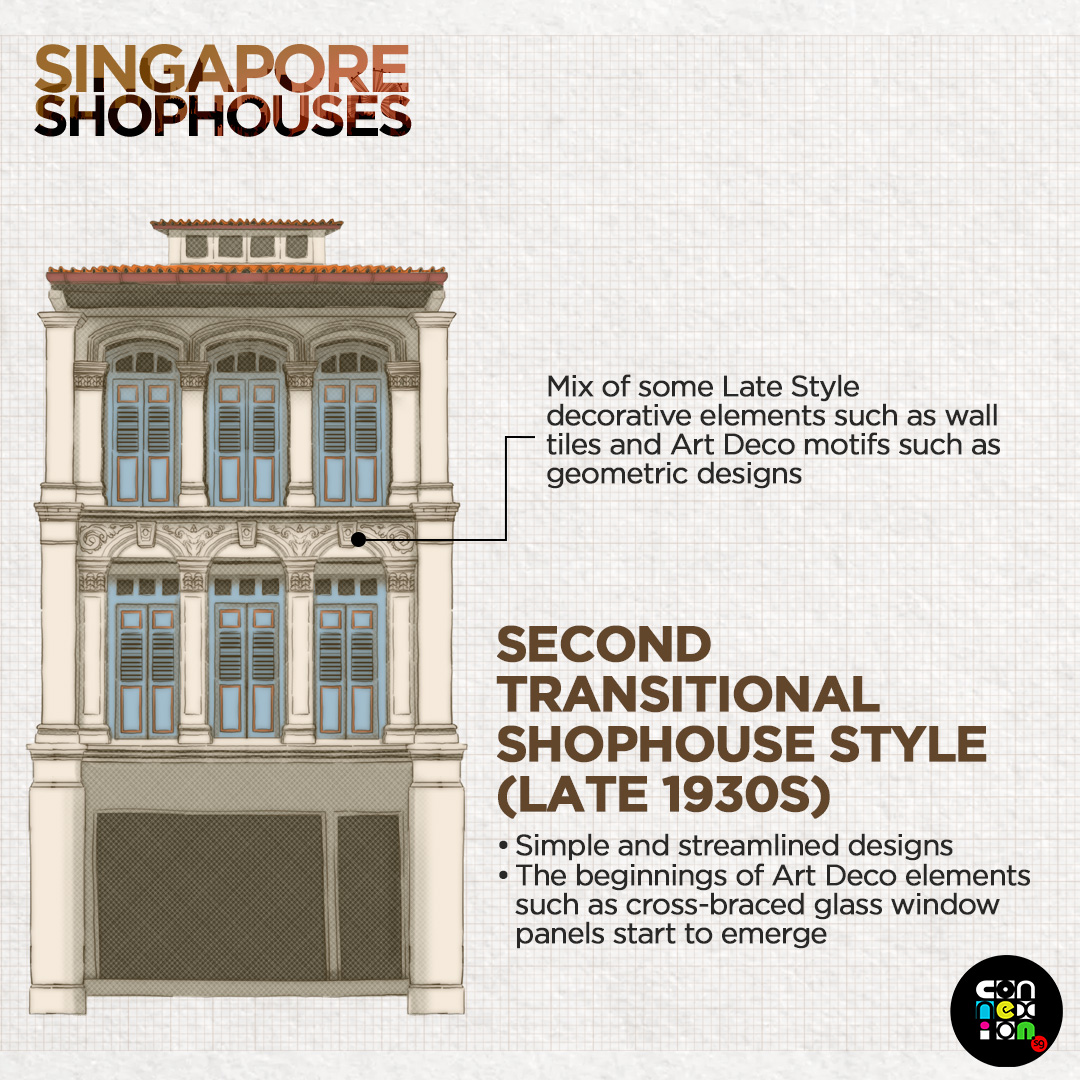 SINGAPORE
SHOPHOUSES
Mix of some Late Style
decorative elements such as wall
tiles and Art Deco motifs such as
geometric designs
SECOND
TRANSITIONAL
SHOPHOUSE STYLE
(LATE 1930S)
• Simple and streamlined designs
• The beginnings of Art Deco elements
such as cross-braced glass window
panels start to emerge
con
nex
ion.
sg